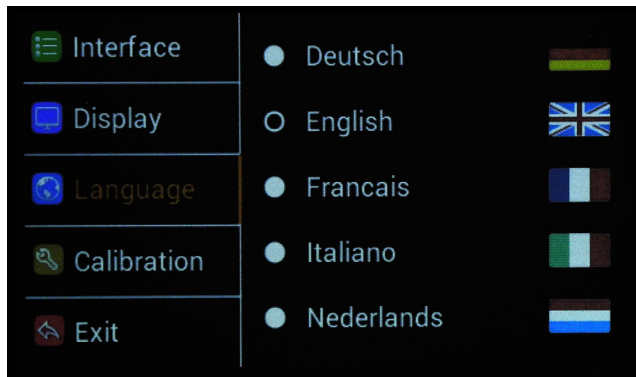 Interface
Display
Language
Calibration
Exit
Deutsch
English
Francais
Italiano
Nederlands